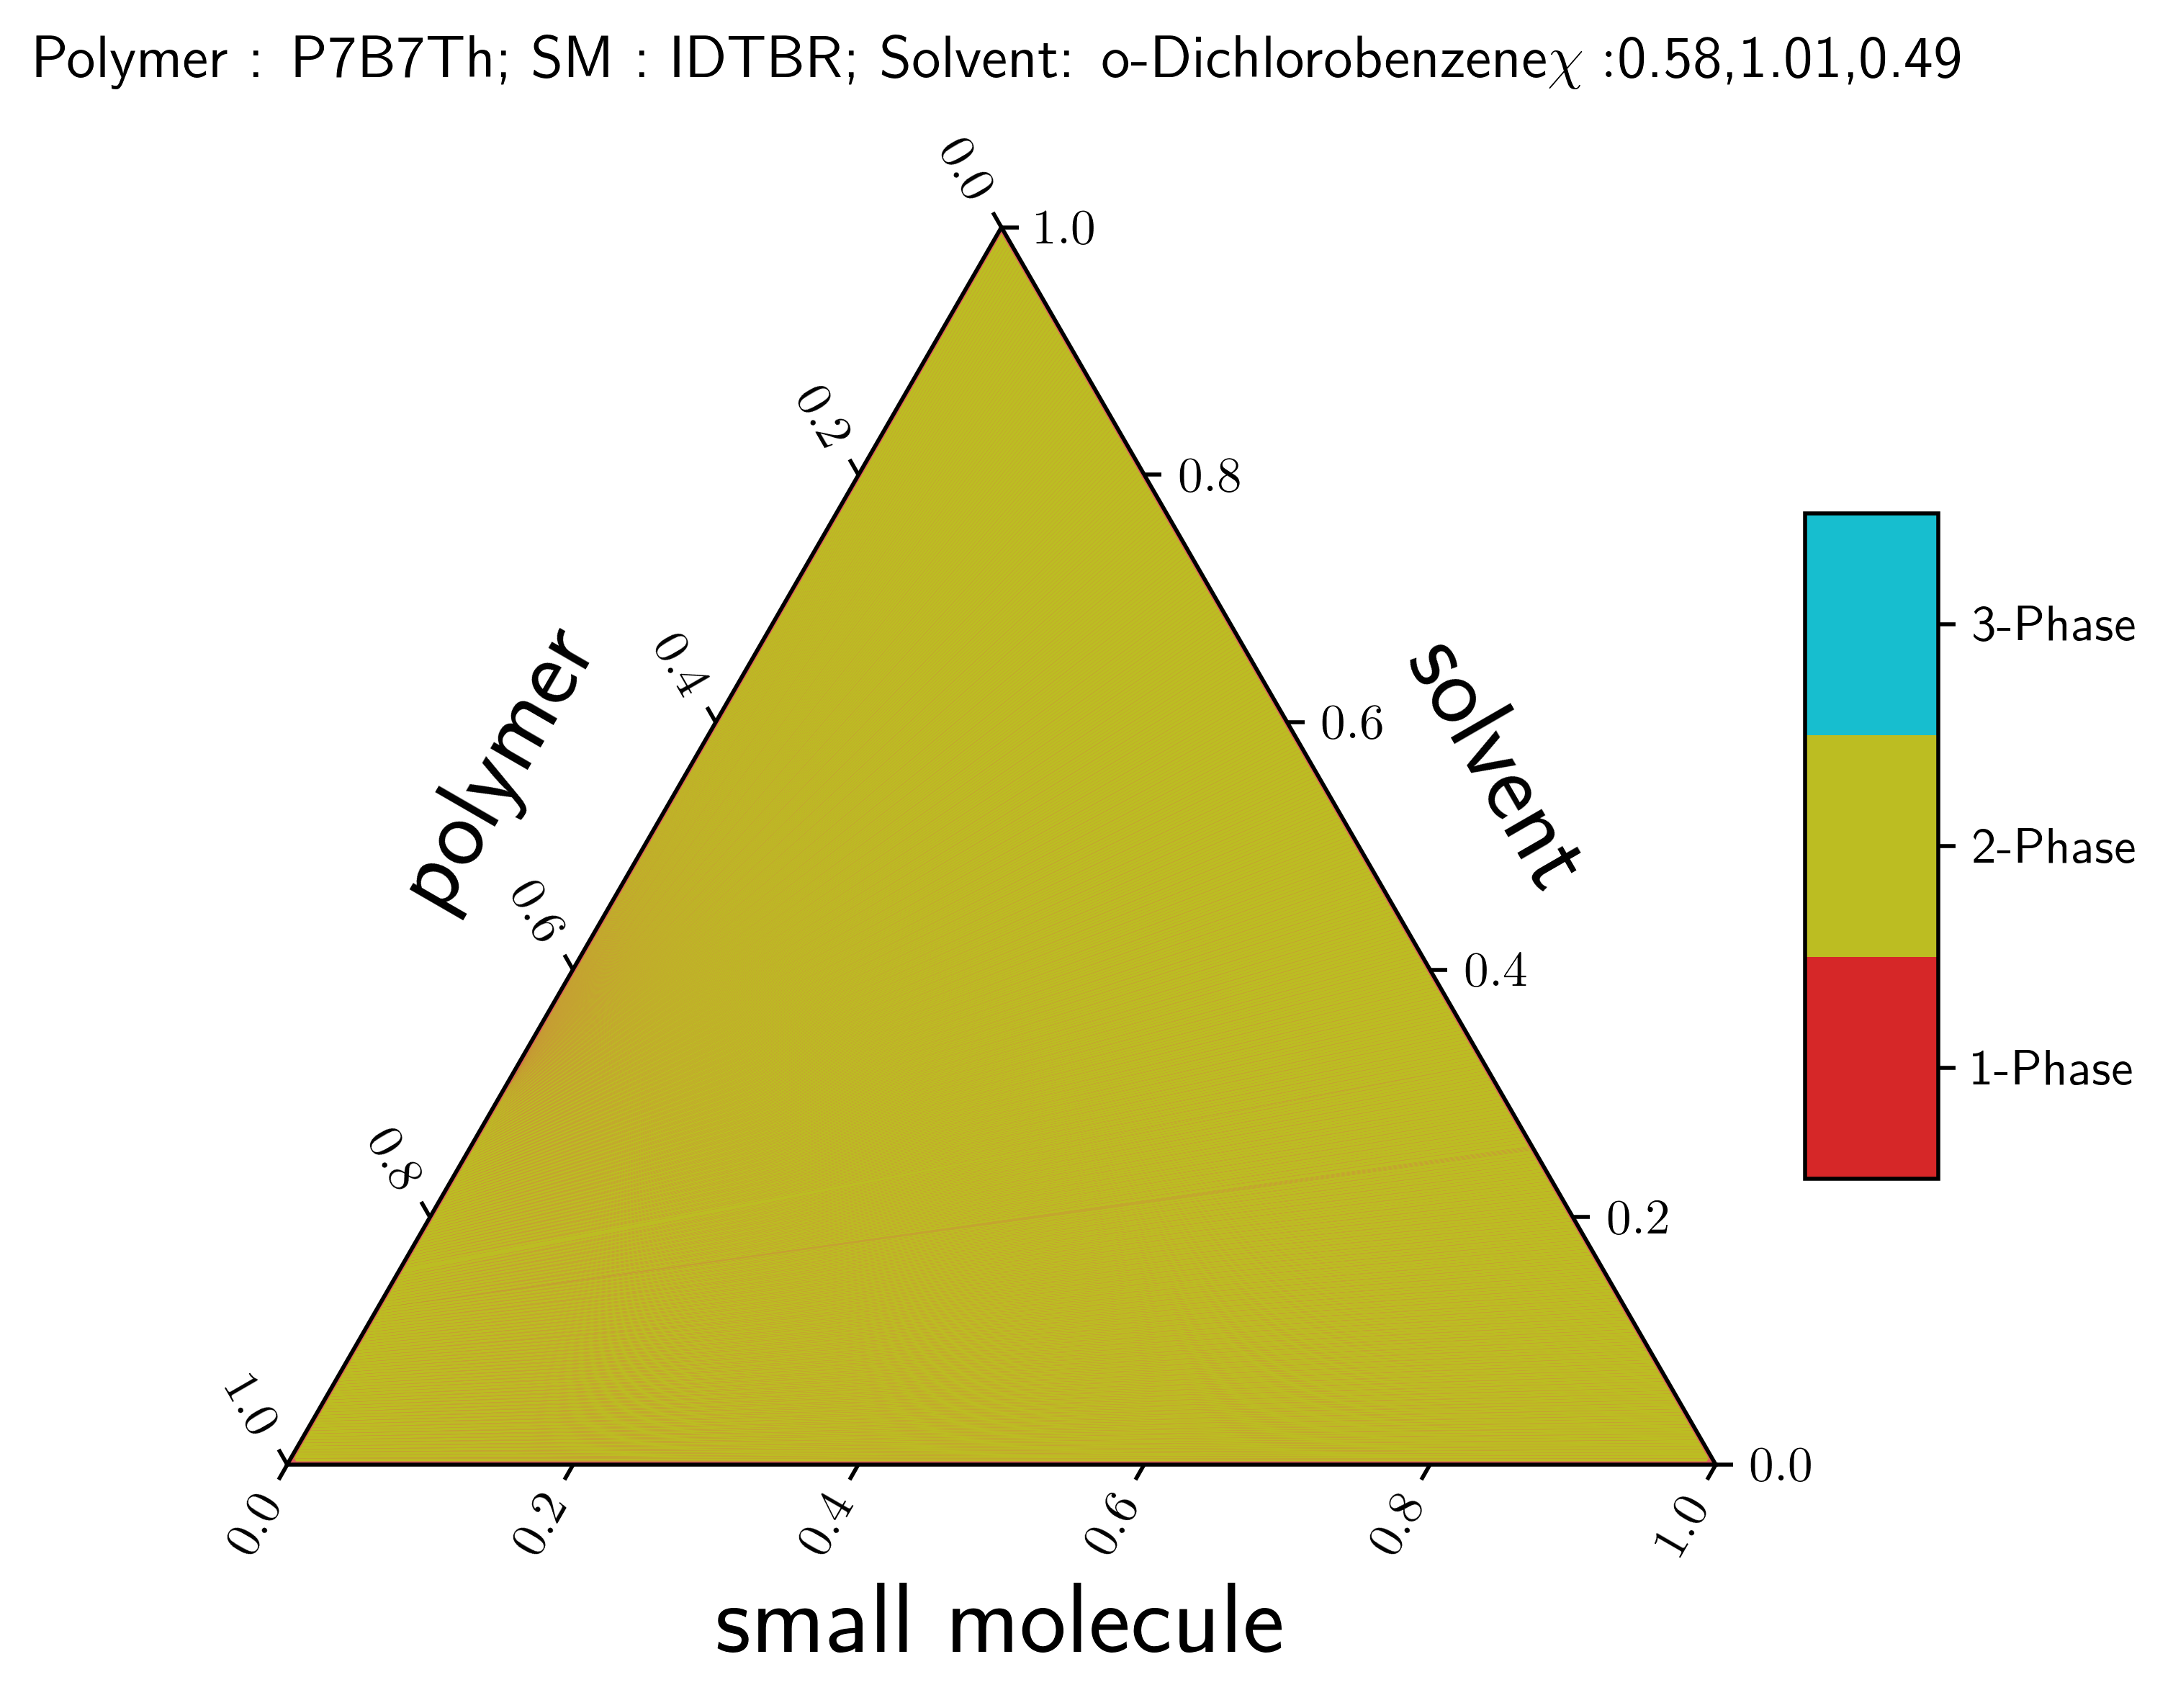 Polymer : P7B7Th; SM : IDTBR; Solvent: o-Dichlorobenzeneχ :0.58,1.01,0.49
0.0
1.0
0.2
0.8
0.4
0.6
0.6
0.4
0.8
0.2
1.0
0.0
polymer
solvent
3-Phase
2-Phase
1-Phase
0.0
0.2
0.4
0.6
0.8
1.0
small molecule